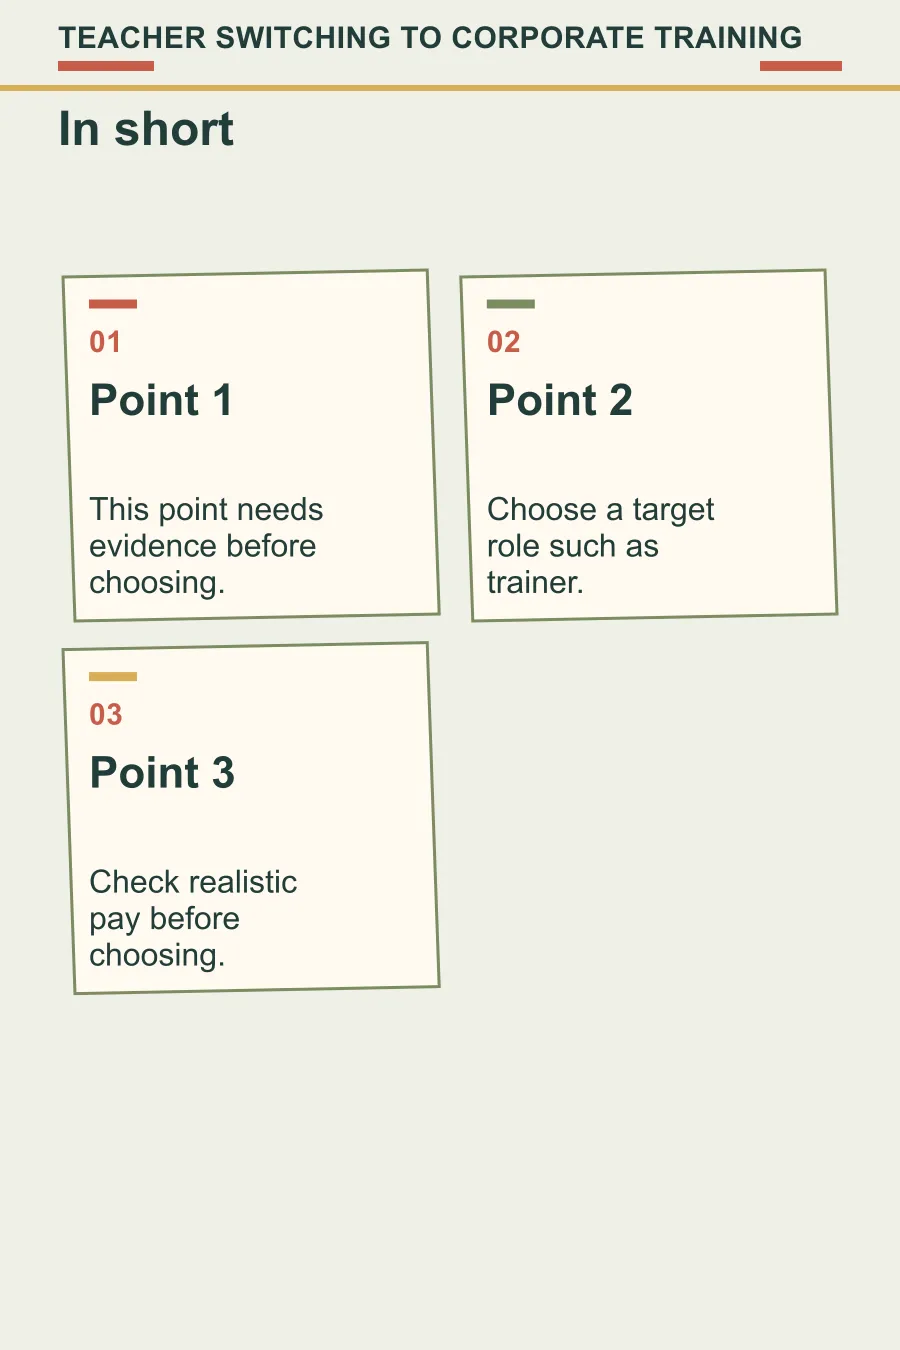 TEACHER SWITCHING TO CORPORATE TRAINING
In short
01
Point 1
This point needs
evidence before
choosing.
02
Point 2
Choose a target
role such as
trainer.
03
Point 3
Check realistic
pay before
choosing.